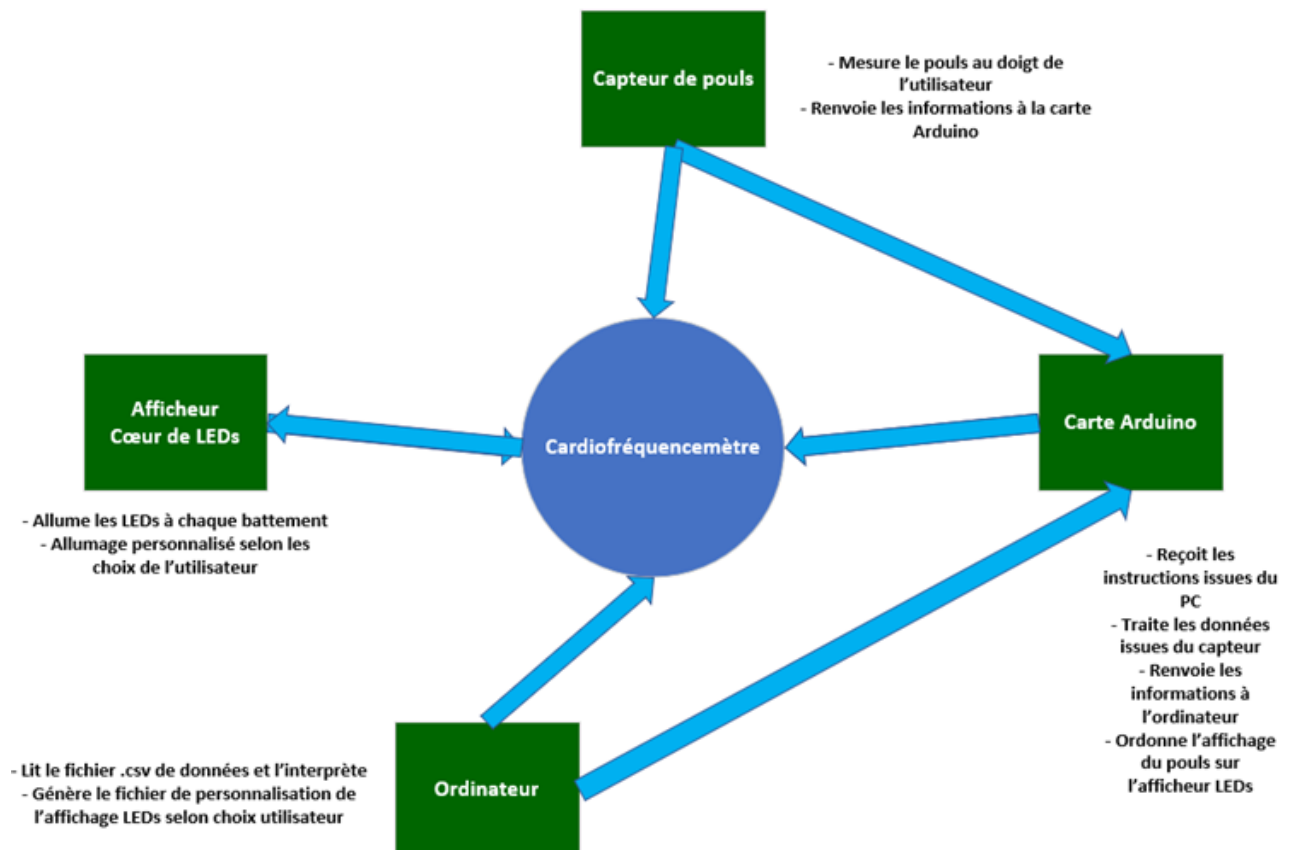 Capteur de pouls
- Mesure le pouls au doigt de
l'utilisateur
- Renvoie les informations à la carte
Arduino
Afficheur
Cœur de LEDs
Cardiofréquencemètre
Carte Arduino
- Allume les LEDs à chaque battement
- Allumage personnalisé selon les
choix de l'utilisateur
- Reçoit les
instructions issues du
PC
- Traite les données
issues du capteur
- Renvoie les
informations à
l'ordinateur
- Ordonne l'affichage
du pouls sur
l'afficheur LEDs
- Lit le fichier .csv de données et l'interprète
- Génère le fichier de personnalisation de
l'affichage LEDs selon choix utilisateur
Ordinateur